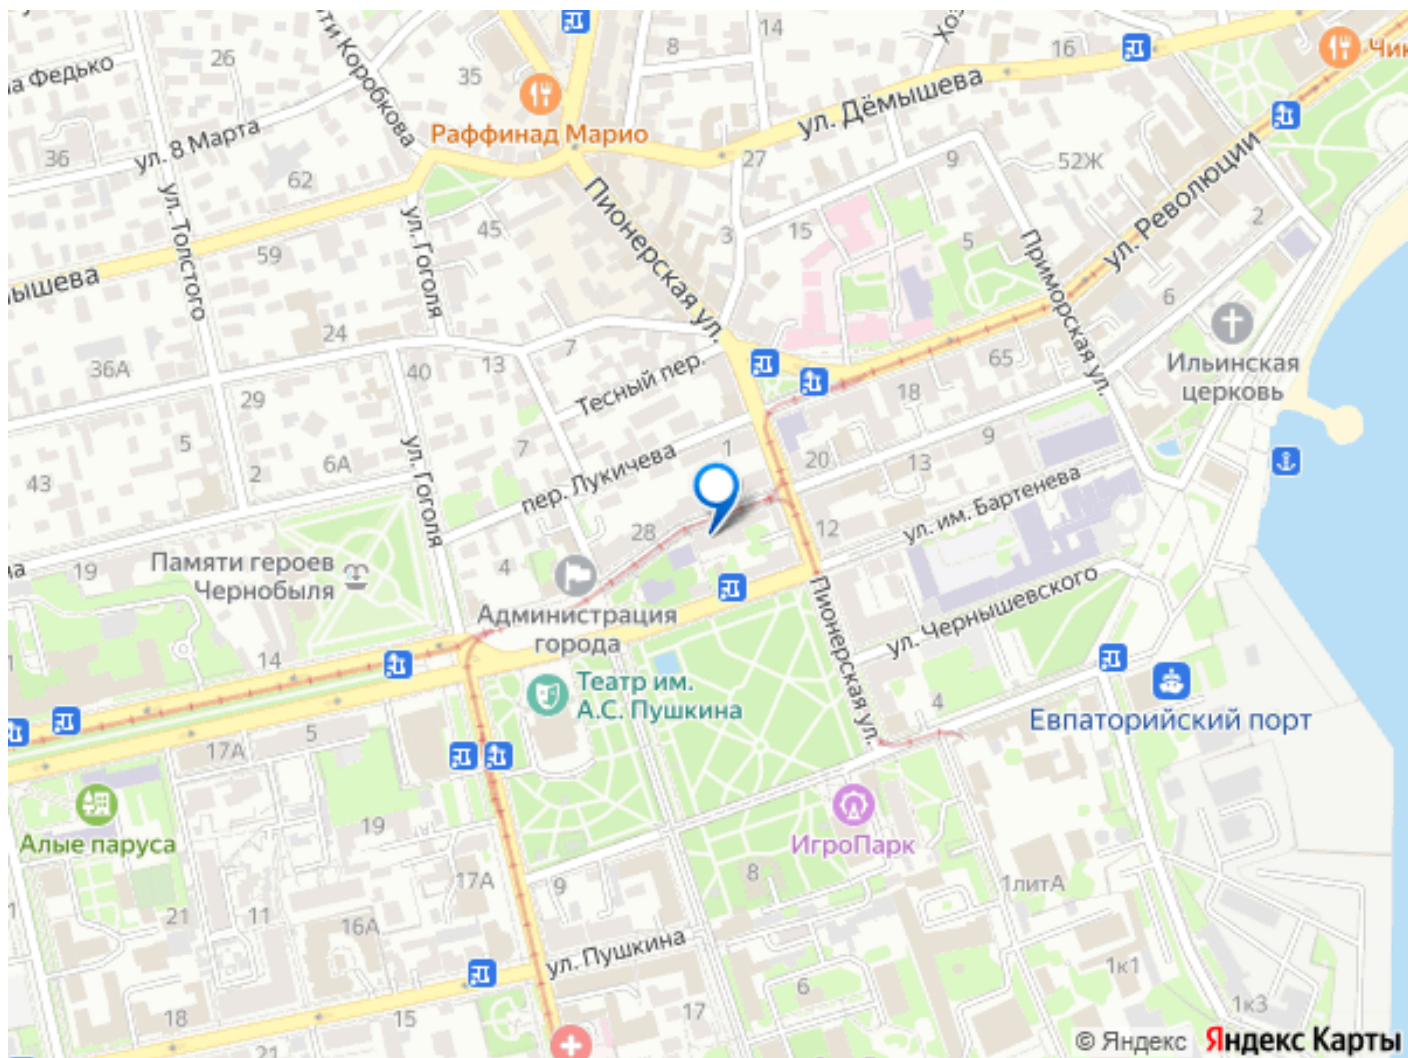 14
8
16
Чик
26
35
на Федько
ти Коробкова
Раффинад Марио
ул. Дёмышева
36
ул. 8 Марта
62
27
9
52Ж
ул. Революции
ул. Толстого
ул. Гоголя
45
Пионерская ул.
3
15
5
2
Приморская ул.
59
ышева
6
24
36А
13
7
40
Тесный пер.
65
18
Ильинская
церковь
29
5
2
6А
43
7
1
пер. Лукичева
20
13
9
ул. Гоголя
28
12
ул. им. Бартенева
19
Памяти героев
Чернобыля
4
Администрация
города
Пионерская ул.
ул. Чернышевского
14
Театр им.
А.С. Пушкина
4
Евпаторийский порт
17А
5
Алые паруса
19
ИгроПарк
17А
9
8
1литА
21
11
16А
ул. Пушкина
1к1
6
17
1к3
18
15
21
© Яндекс Яндекс Карты